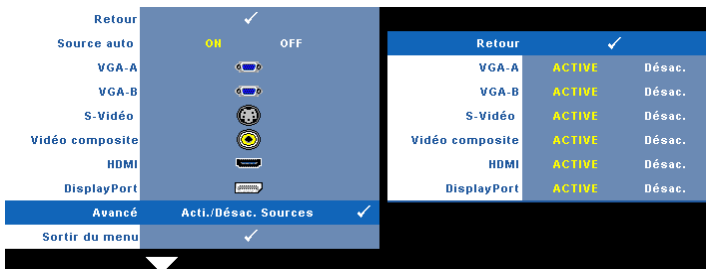 Retour
Source auto ON OFF
VGA-A
VGA-B
S-Vidéo
Vidéo composite
HDMI
DisplayPort
Avancé Acti./Désac. Sources
Sortir du menu
Retour
VGA-A ACTIVE Désac.
VGA-B ACTIVE Désac.
S-Vidéo ACTIVE Désac.
Vidéo composite ACTIVE Désac.
HDMI ACTIVE Désac.
DisplayPort ACTIVE Désac.